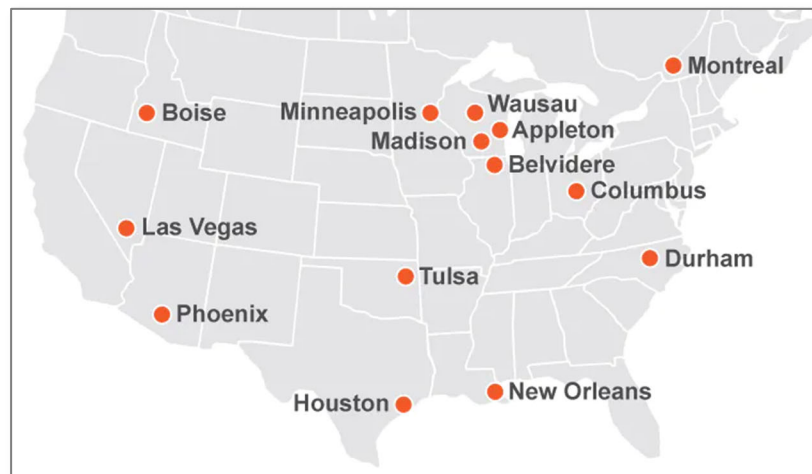 Montreal
Boise
Minneapolis
Wausau
Appleton
Madison
Belvidere
Columbus
Las Vegas
Durham
Tulsa
Phoenix
New Orleans
Houston